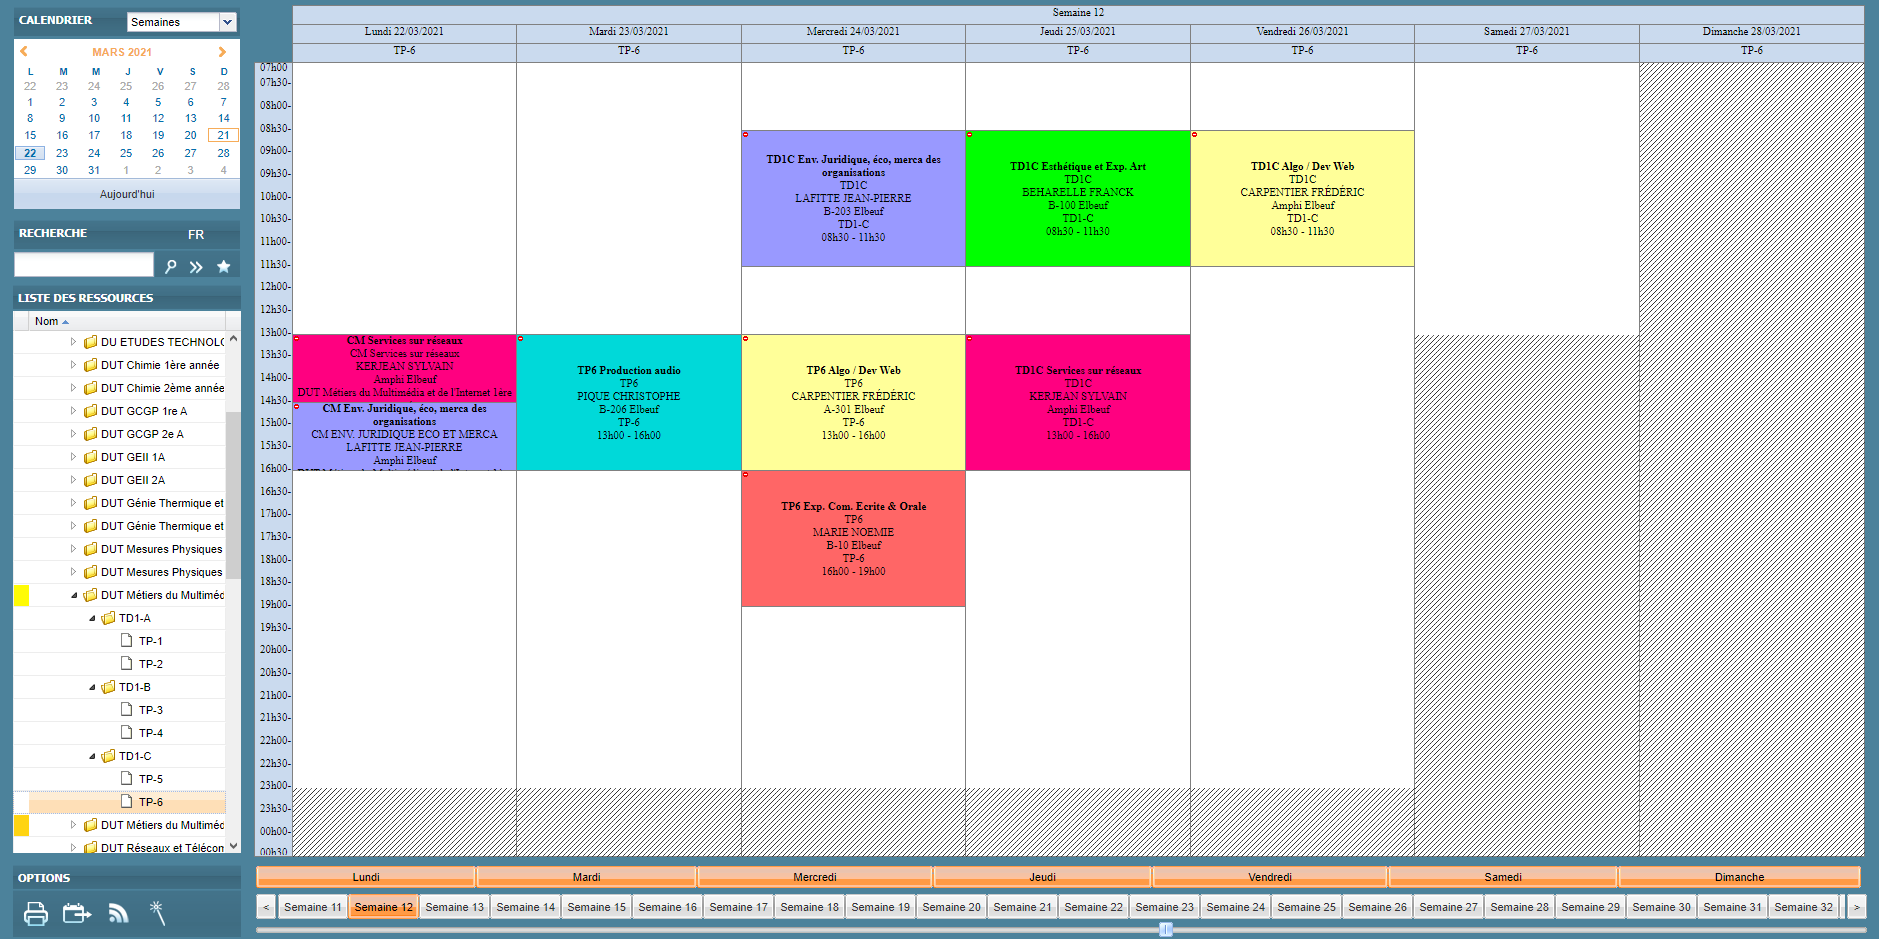 CALENDRIER
Semaines
MARS 2021
L M M J V S D
22 23 24 25 26 27 28
1 2 3 4 5 6 7
8 9 10 11 12 13 14
15 16 17 18 19 20 21
22 23 24 25 26 27 28
29 30 31 1 2 3 4
Aujourd'hui
RECHERCHE FR
LISTE DES RESSOURCES
Nom
DU ETUDES TECHNOLO
DUT Chimie 1ère année
DUT Chimie 2ème année
DUT GCGP 1re A
DUT GCGP 2e A
DUT GEII 1A
DUT GEII 2A
DUT Génie Thermique et
DUT Génie Thermique et
DUT Mesures Physiques
DUT Mesures Physiques
DUT Métiers du Multiméd
TD1-A
TP-1
TP-2
TD1-B
TP-3
TP-4
TD1-C
TP-5
TP-6
DUT Métiers du Multiméd
DUT Réseaux et Télécom
OPTIONS
Semaine 12
Lundi 22/03/2021 Mardi 23/03/2021 Mercredi 24/03/2021 Jeudi 25/03/2021 Vendredi 26/03/2021 Samedi 27/03/2021 Dimanche 28/03/2021
TP-6 TP-6 TP-6 TP-6 TP-6 TP-6 TP-6
07h00
07h30-
08h00-
08h30-
09h00-
09h30-
10h00-
10h30-
11h00-
11h30-
12h00-
12h30-
13h00-
13h30-
14h00-
14h30-
15h00-
15h30-
16h00-
16h30-
17h00-
17h30-
18h00-
18h30-
19h00-
19h30-
20h00-
20h30-
21h00-
21h30-
22h00-
22h30-
23h00-
23h30-
00h00-
00h30
CM Services sur réseaux
CM Services sur réseaux
KERJEAN SYLVAIN
Amphi Elbeuf
DUT Métiers du Multimédia et de l'Internet 1ère
CM Env. Juridique, éco, merca des
organisations
CM ENV. JURIDIQUE ECO ET MERCA
LAFITTE JEAN-PIERRE
Amphi Elbeuf
DUT Métiers du Multimédia et de l'Internet 1ère
TP6 Production audio
TP6
PIQUE CHRISTOPHE
B-206 Elbeuf
TP-6
13h00 - 16h00
TD1C Env. Juridique, éco, merca des
organisations
TD1C
LAFITTE JEAN-PIERRE
B-203 Elbeuf
TD1-C
08h30 - 11h30
TP6 Algo / Dev Web
TP6
CARPENTIER FRÉDÉRIC
A-301 Elbeuf
TP-6
13h00 - 16h00
TP6 Exp. Com. Ecrite & Orale
TP6
MARIE NOEMIE
B-10 Elbeuf
TP-6
16h00 - 19h00
TD1C Esthétique et Exp. Art
TD1C
BEHARELLE FRANCK
B-100 Elbeuf
TD1-C
08h30 - 11h30
TD1C Services sur réseaux
TD1C
KERJEAN SYLVAIN
Amphi Elbeuf
TD1-C
13h00 - 16h00
TD1C Algo / Dev Web
TD1C
CARPENTIER FRÉDÉRIC
Amphi Elbeuf
TD1-C
08h30 - 11h30
Lundi Mardi Mercredi Jeudi Vendredi Samedi Dimanche
< Semaine 11 Semaine 12 Semaine 13 Semaine 14 Semaine 15 Semaine 16 Semaine 17 Semaine 18 Semaine 19 Semaine 20 Semaine 21 Semaine 22 Semaine 23 Semaine 24 Semaine 25 Semaine 26 Semaine 27 Semaine 28 Semaine 29 Semaine 30 Semaine 31 Semaine 32 >